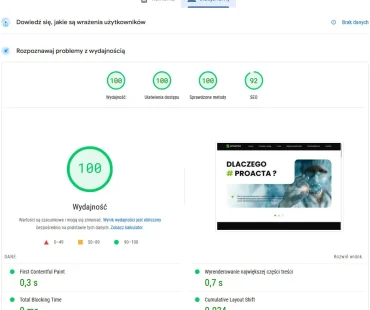 Dowiedz się, jakie są wrażenia użytkowników
Brak danych
Rozpoznawaj problemy z wydajnością
100
100
100
92
Wydajność
Ułatwienia dostępu
Sprawdzone metody
SEO
100
Wydajność
Wartości są szacunkowe i mogą się zmieniać. Wynik wydajności jest obliczany
bezpośrednio na podstawie tych danych. Zobacz kalkulator.
0–49
50–89
90–100
DLACZEGO
# PROACTA ?
DANE
Rozwiń widok
First Contentful Paint
0,3 s
Wyrenderowanie największej części treści
0,7 s
Total Blocking Time
Cumulative Layout Shift